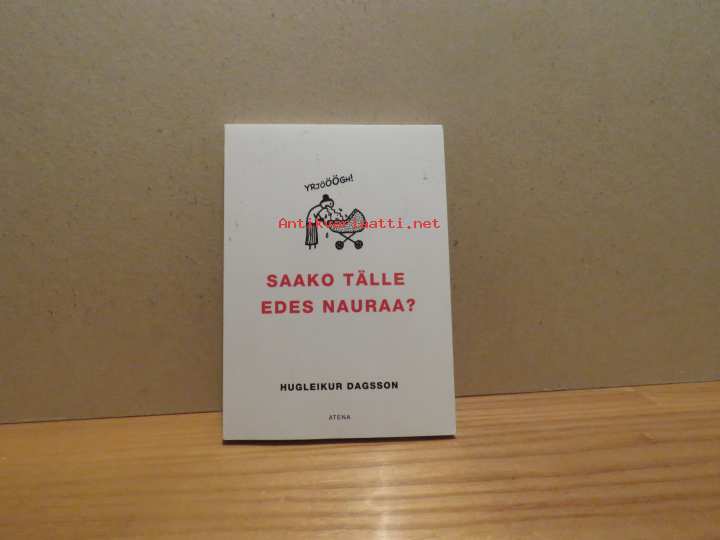 YRJÖÖÖGH!
Antikvariaatti.net
SAAKO TÄLLE
EDES NAURAA?
HUGLEIKUR DAGSSON
ATENA